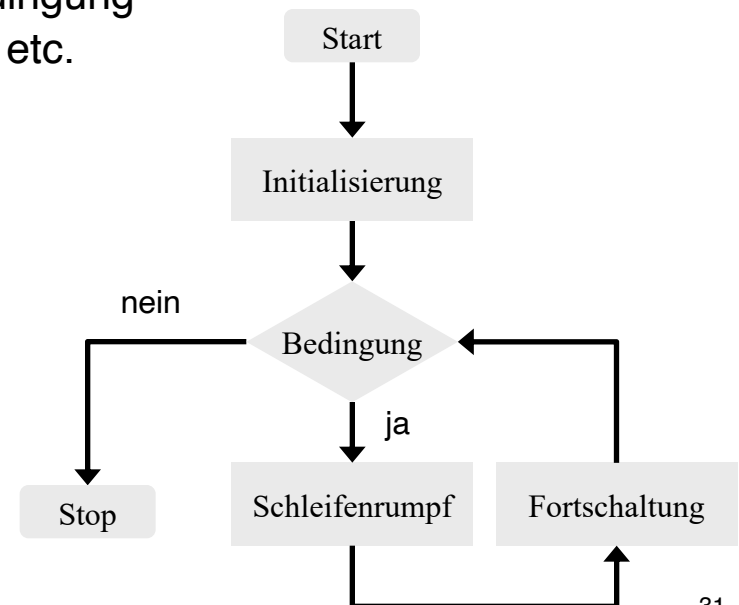 etc.
Start
Initialisierung
nein
Bedingung
ja
Stop
Schleifenrumpf
Fortschaltung